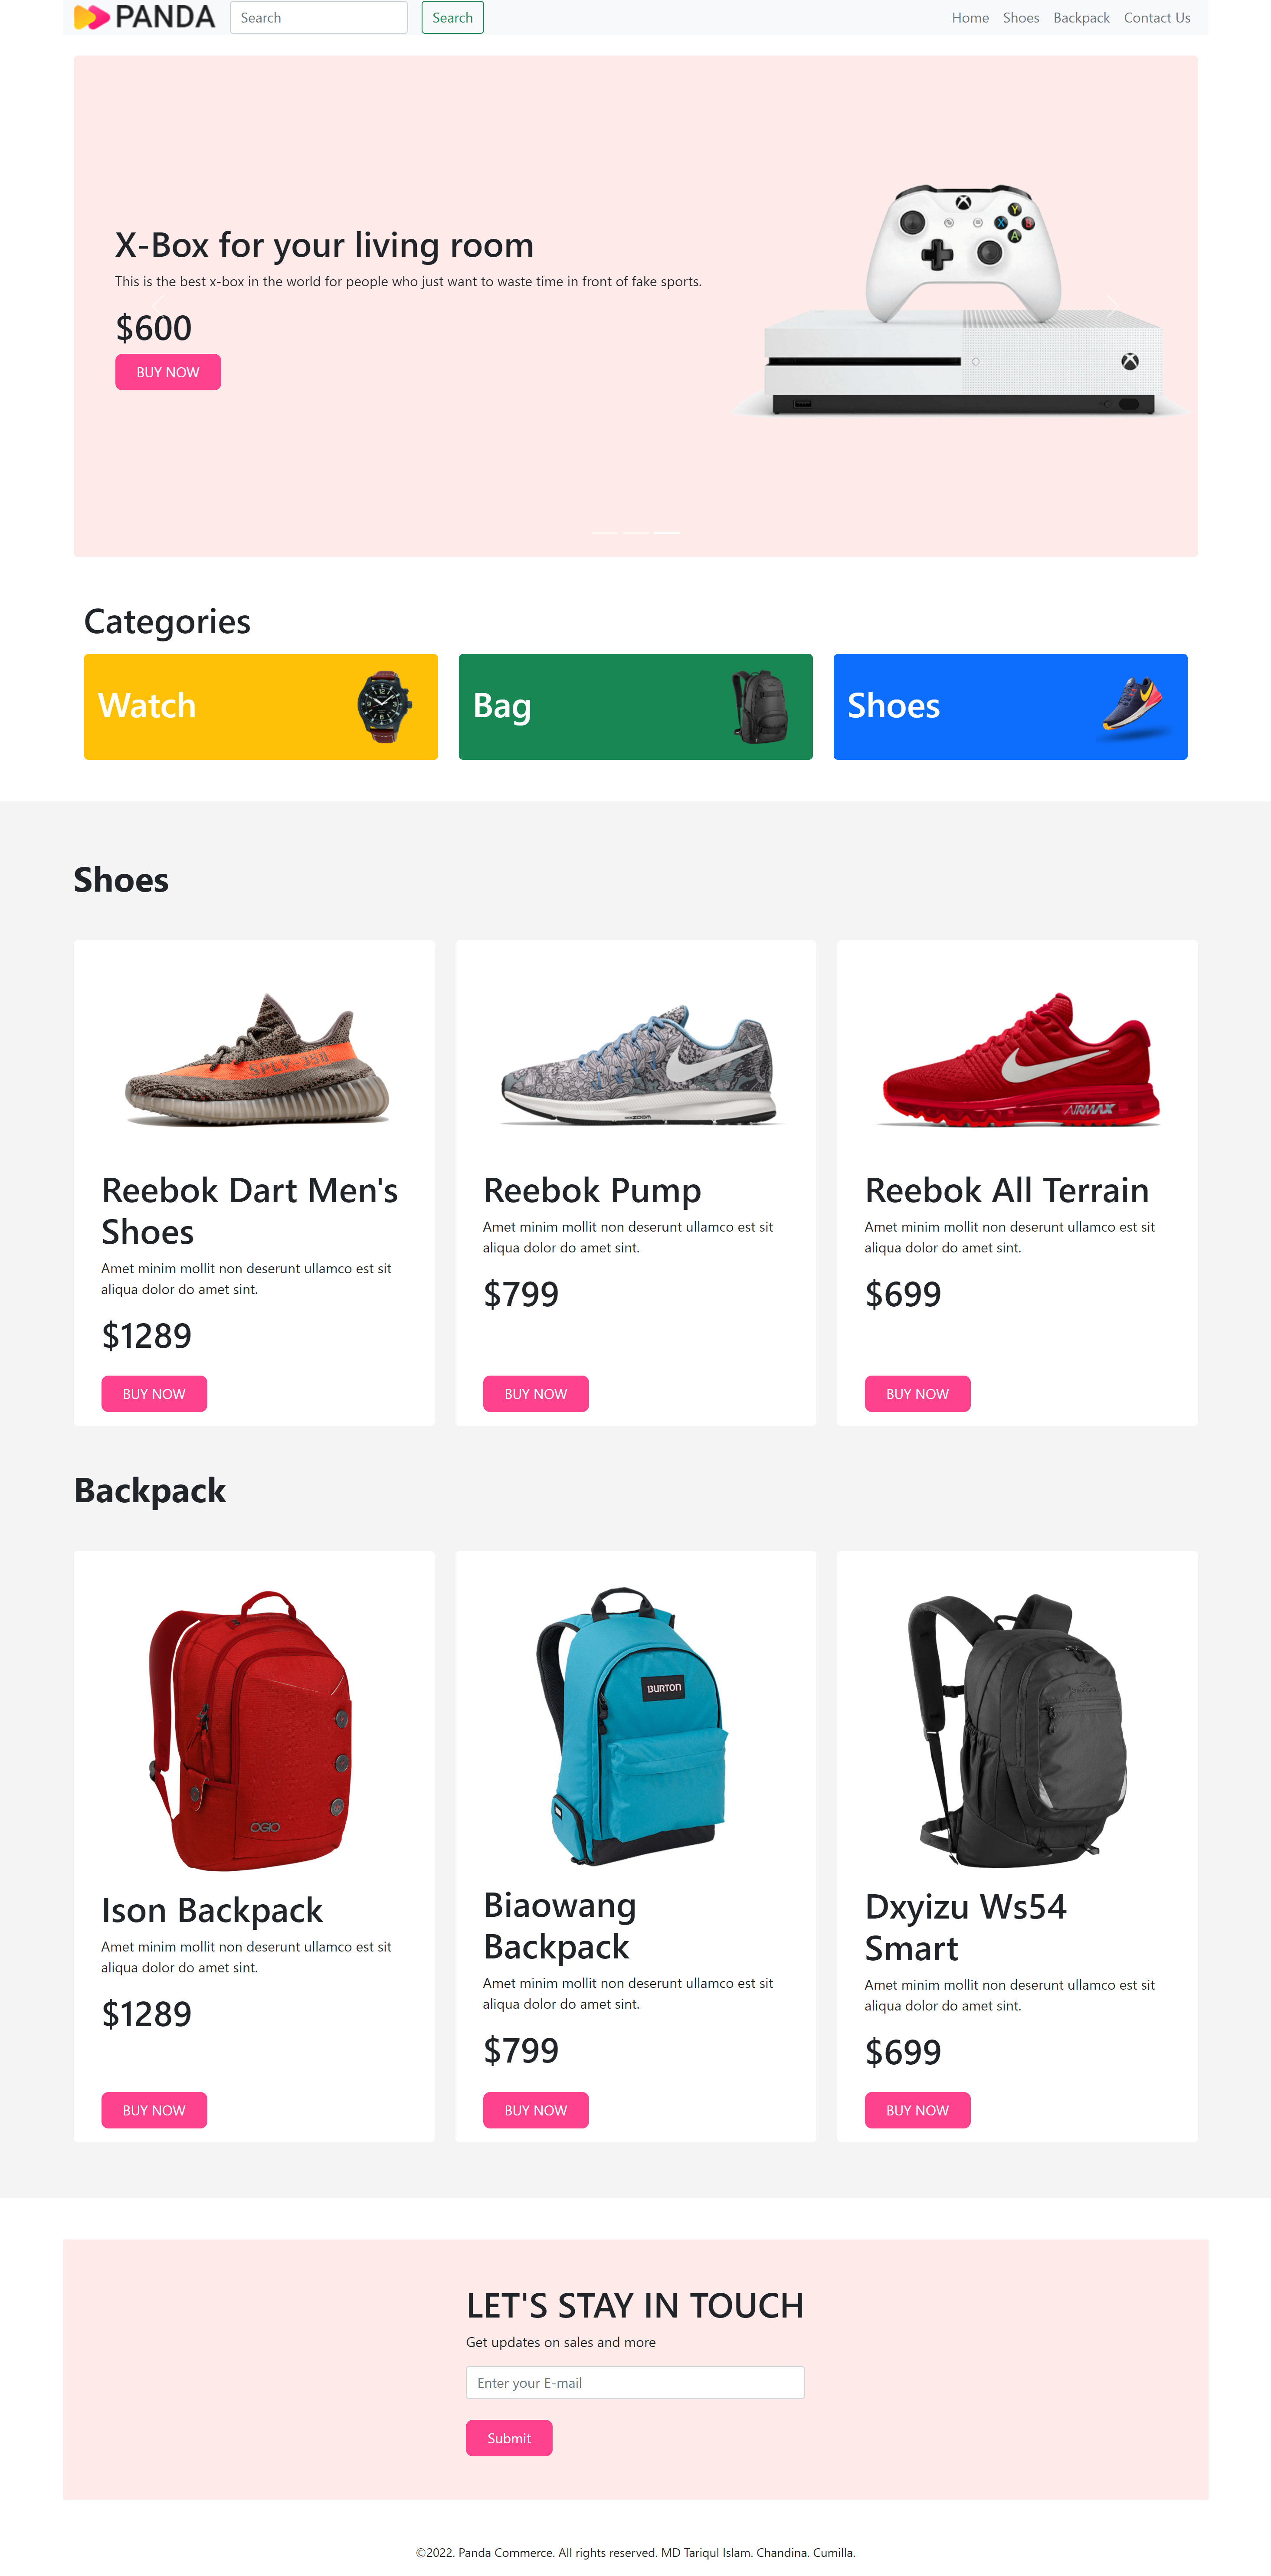 PANDA
Search
Search
Home
Shoes
Backpack
Contact Us
X-Box for your living room
This is the best x-box in the world for people who just want to waste time in front of fake sports.
$600
BUY NOW
Y
X
B
A
Categories
Watch
Bag
Shoes
Shoes
SPLY-350
ZOOM
AIRMAX
Reebok Dart Men's
Shoes
Amet minim mollit non deserunt ullamco est sit
aliqua dolor do amet sint.
$1289
BUY NOW
Reebok Pump
Amet minim mollit non deserunt ullamco est sit
aliqua dolor do amet sint.
$799
BUY NOW
Reebok All Terrain
Amet minim mollit non deserunt ullamco est sit
aliqua dolor do amet sint.
$699
BUY NOW
Backpack
OGIO
BURTON
Ison Backpack
Amet minim mollit non deserunt ullamco est sit
aliqua dolor do amet sint.
$1289
BUY NOW
Biaowang
Backpack
Amet minim mollit non deserunt ullamco est sit
aliqua dolor do amet sint.
$799
BUY NOW
Dxyizu Ws54
Smart
Amet minim mollit non deserunt ullamco est sit
aliqua dolor do amet sint.
$699
BUY NOW
LET'S STAY IN TOUCH
Get updates on sales and more
Enter your E-mail
Submit
©2022. Panda Commerce. All rights reserved. MD Tariqul Islam. Chandina. Cumilla.